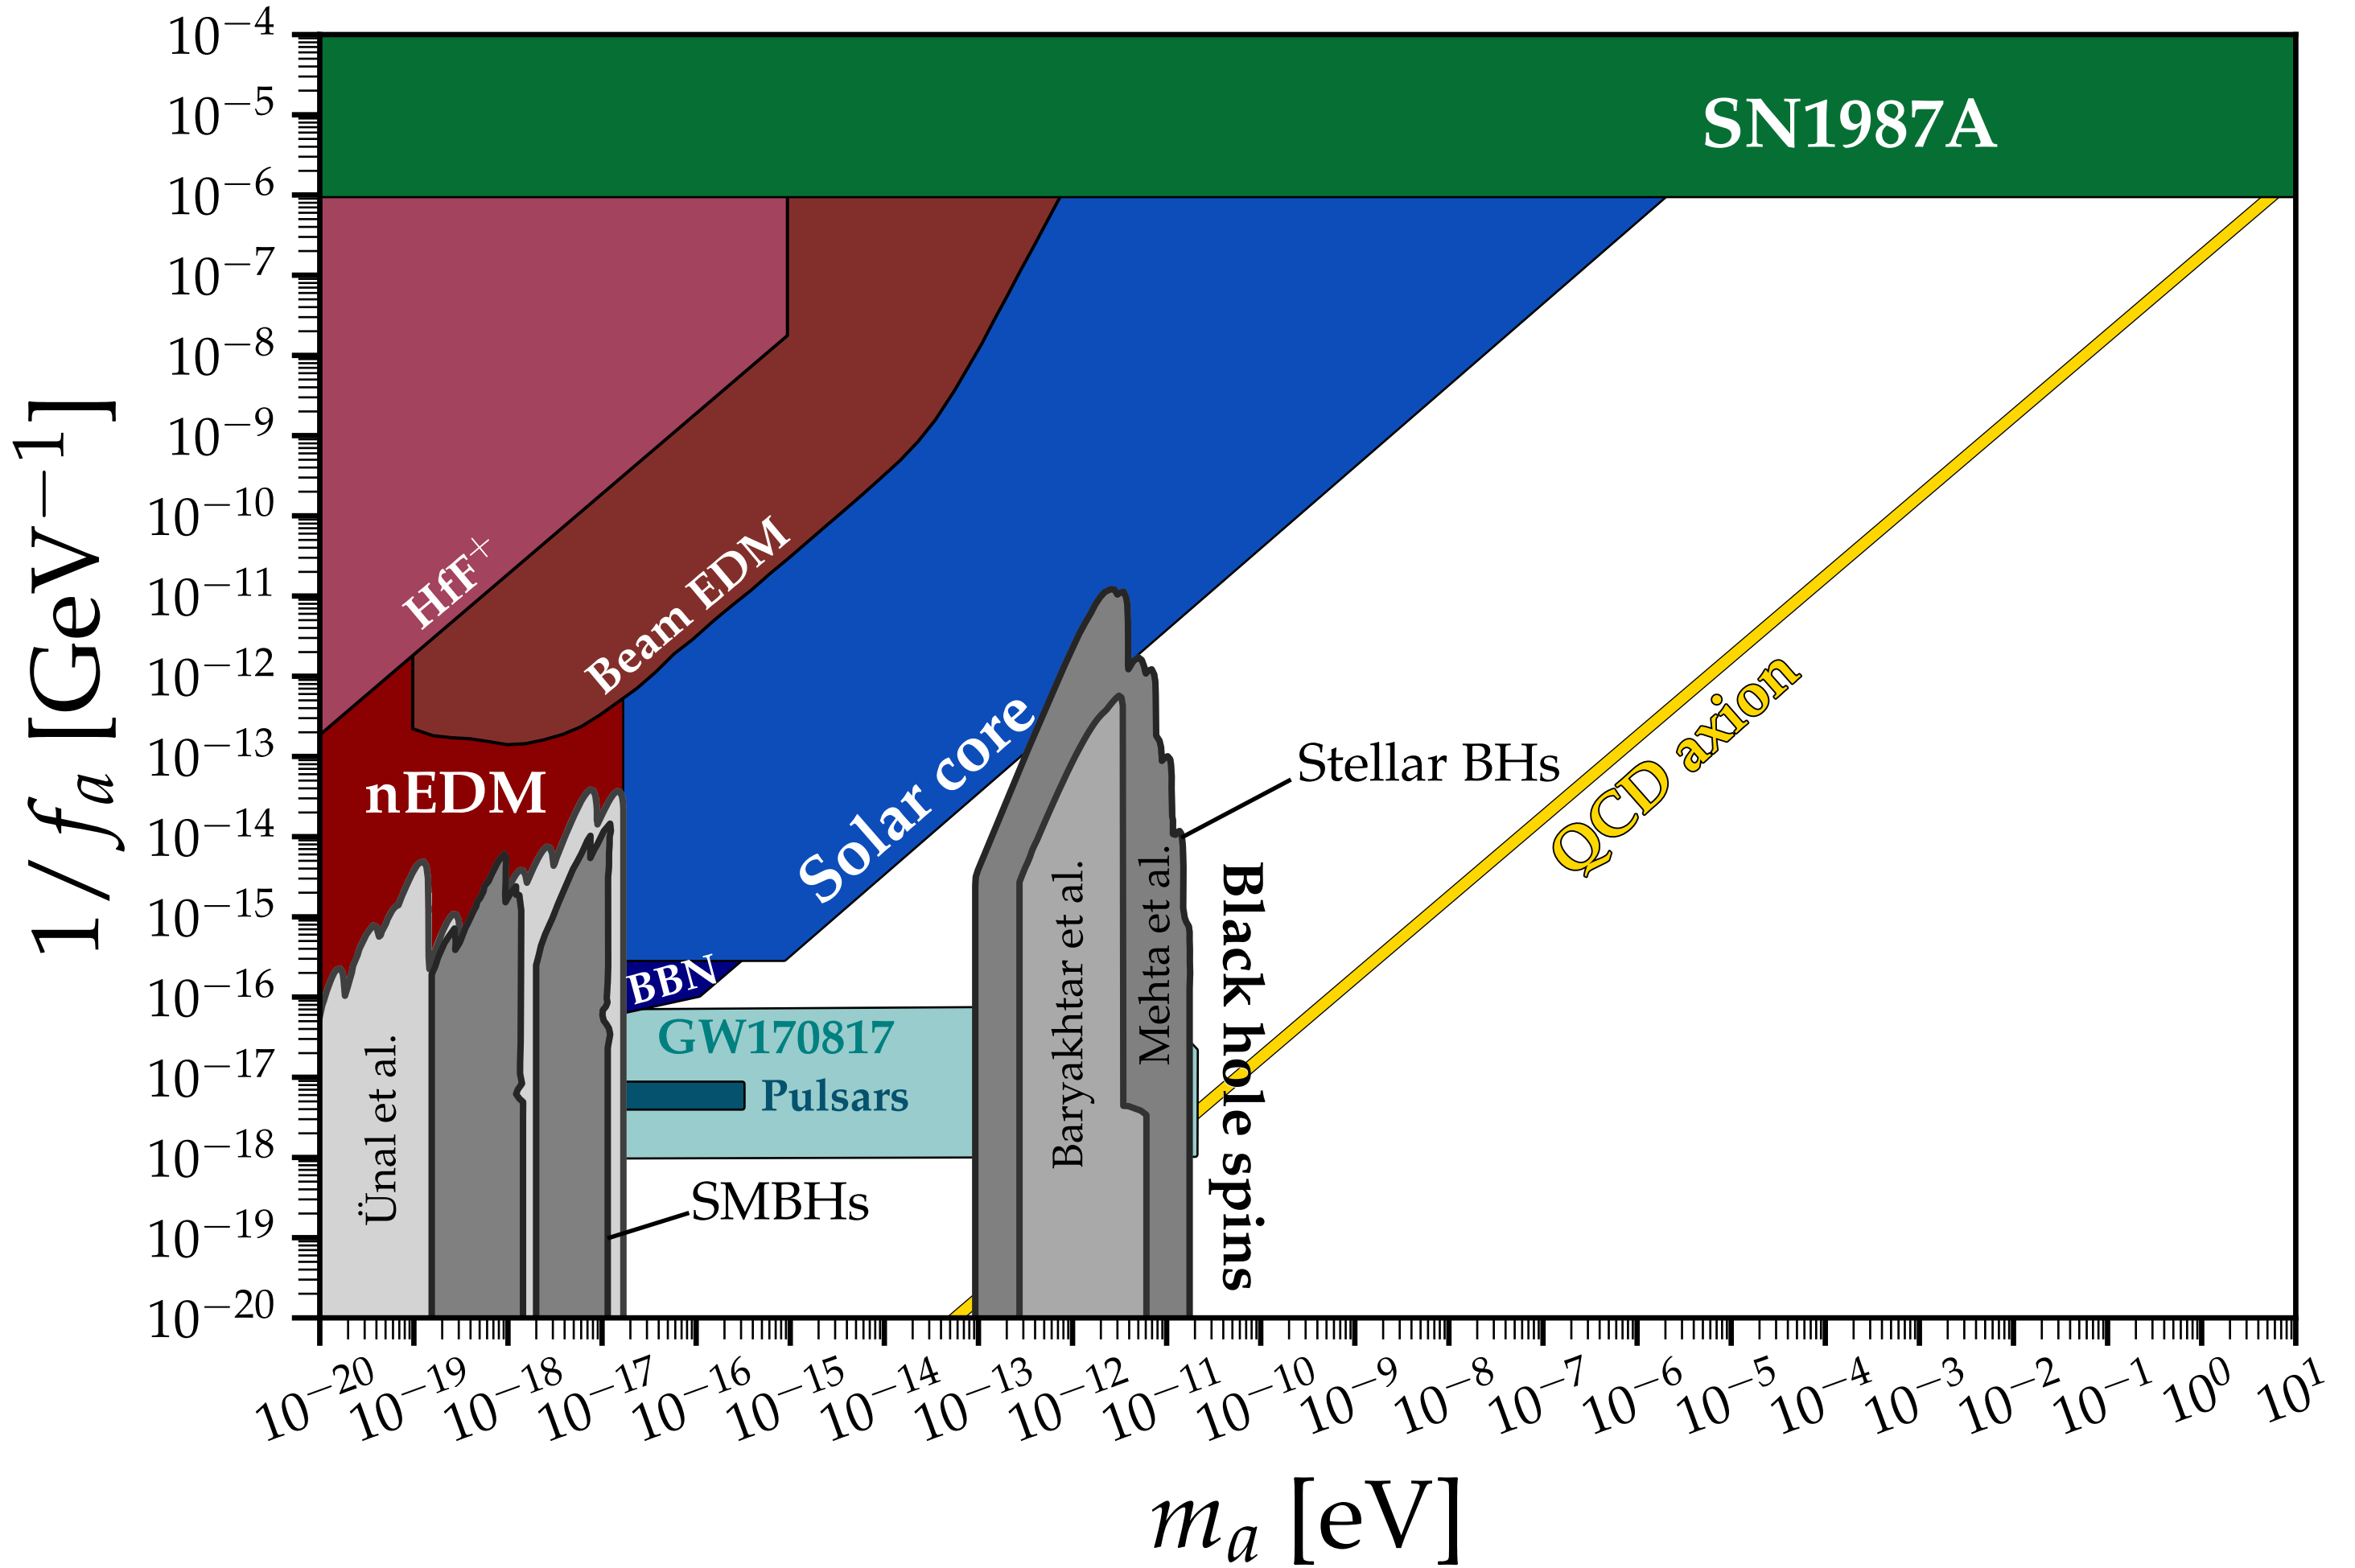 1/f_a [GeV⁻¹]
10⁻⁴
10⁻⁵
10⁻⁶
10⁻⁷
10⁻⁸
10⁻⁹
10⁻¹⁰
10⁻¹¹
10⁻¹²
10⁻¹³
10⁻¹⁴
10⁻¹⁵
10⁻¹⁶
10⁻¹⁷
10⁻¹⁸
10⁻¹⁹
10⁻²⁰
SN1987A
HfF⁺
Beam EDM
nEDM
Solar core
BBN
GW170817
Pulsars
SMBHs
Ünal et al.
Baryakhtar et al.
Mehta et al.
Stellar BHs
Black hole spins
QCD axion
10⁻²⁰ 10⁻¹⁹ 10⁻¹⁸ 10⁻¹⁷ 10⁻¹⁶ 10⁻¹⁵ 10⁻¹⁴ 10⁻¹³ 10⁻¹² 10⁻¹¹ 10⁻¹⁰ 10⁻⁹ 10⁻⁸ 10⁻⁷ 10⁻⁶ 10⁻⁵ 10⁻⁴ 10⁻³ 10⁻² 10⁻¹ 10⁰ 10¹
m_a [eV]